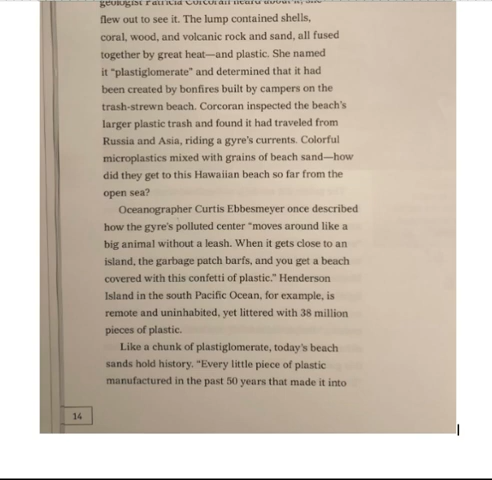 geologist Patricia Corcoran heard about it, she
flew out to see it. The lump contained shells,
coral, wood, and volcanic rock and sand, all fused
together by great heat—and plastic. She named
it “plastiglomerate” and determined that it had
been created by bonfires built by campers on the
trash-strewn beach. Corcoran inspected the beach’s
larger plastic trash and found it had traveled from
Russia and Asia, riding a gyre’s currents. Colorful
microplastics mixed with grains of beach sand—how
did they get to this Hawaiian beach so far from the
open sea?
Oceanographer Curtis Ebbesmeyer once described
how the gyre’s polluted center “moves around like a
big animal without a leash. When it gets close to an
island, the garbage patch barfs, and you get a beach
covered with this confetti of plastic.” Henderson
Island in the south Pacific Ocean, for example, is
remote and uninhabited, yet littered with 38 million
pieces of plastic.
Like a chunk of plastiglomerate, today’s beach
sands hold history. “Every little piece of plastic
manufactured in the past 50 years that made it into
14